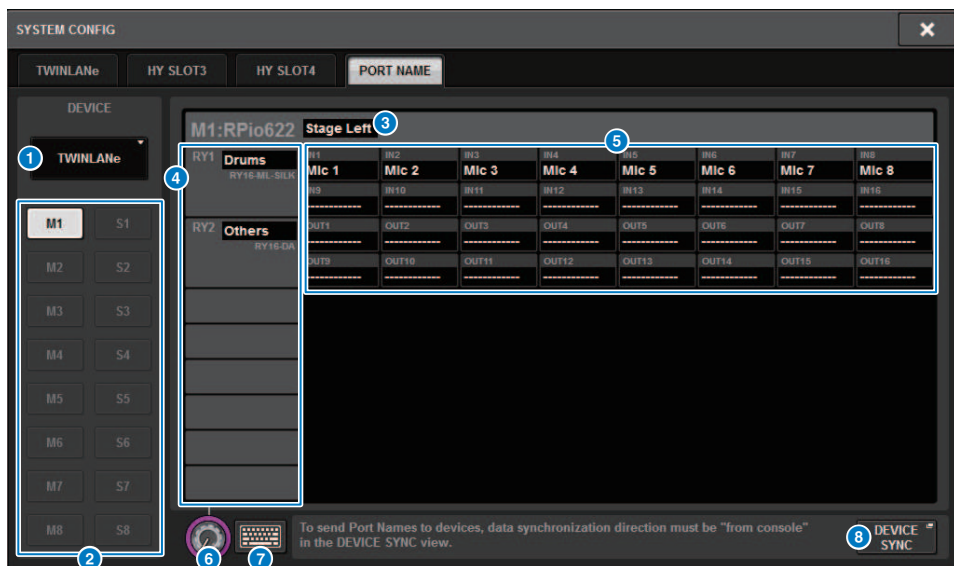 SYSTEM CONFIG
TWINLANe HY SLOT3 HY SLOT4 PORT NAME
DEVICE
1 TWINLANe
M1 S1
M2 S2
M3 S3
M4 S4
M5 S5
M6 S6
M7 S7
M8 S8
2
M1:RPio622 Stage Left 3
4
5
RY1 Drums
RY16-ML-SILK
RY2 Others
RY16-DA
IN1 IN2 IN3 IN4 IN5 IN6 IN7 IN8
MIc 1 MIc 2 MIc 3 MIc 4 MIc 5 MIc 6 MIc 7 MIc 8
IN9 IN10 IN11 IN12 IN13 IN14 IN15 IN16
------------ ------------ ------------ ------------ ------------ ------------ ------------ ------------
OUT1 OUT2 OUT3 OUT4 OUT5 OUT6 OUT7 OUT8
------------ ------------ ------------ ------------ ------------ ------------ ------------ ------------
OUT9 OUT10 OUT11 OUT12 OUT13 OUT14 OUT15 OUT16
------------ ------------ ------------ ------------ ------------ ------------ ------------ ------------
6 7
To send Port Names to devices, data synchronization direction must be "from console"
in the DEVICE SYNC view.
8 DEVICE
SYNC